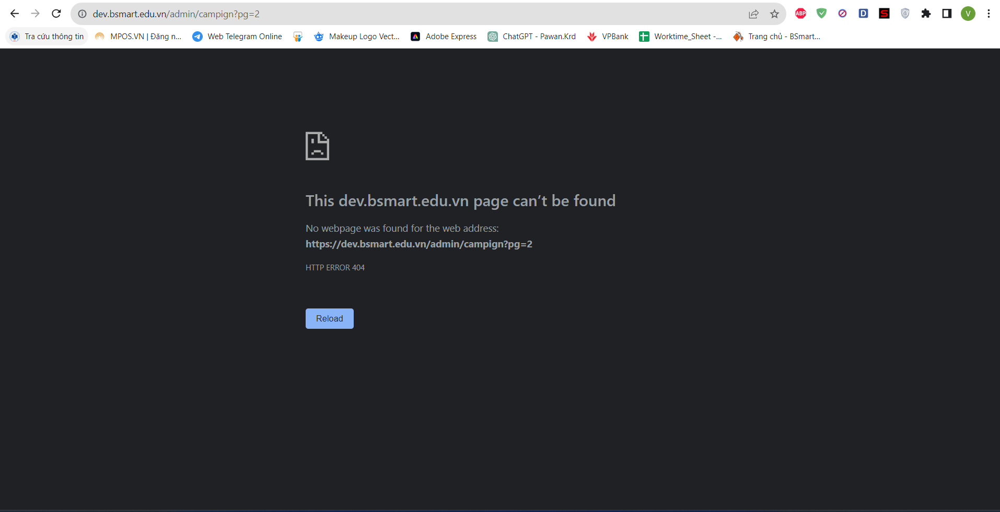 dev.bsmart.edu.vn/admin/campign?pg=2
ABP
D
S
V
Tra cứu thông tin
MPOS.VN | Đăng n...
Web Telegram Online
Makeup Logo Vect...
Adobe Express
ChatGPT - Pawan.Krd
VPBank
Worktime_Sheet -...
Trang chủ - BSmart...
This dev.bsmart.edu.vn page can’t be found
No webpage was found for the web address:
https://dev.bsmart.edu.vn/admin/campign?pg=2
HTTP ERROR 404
Reload